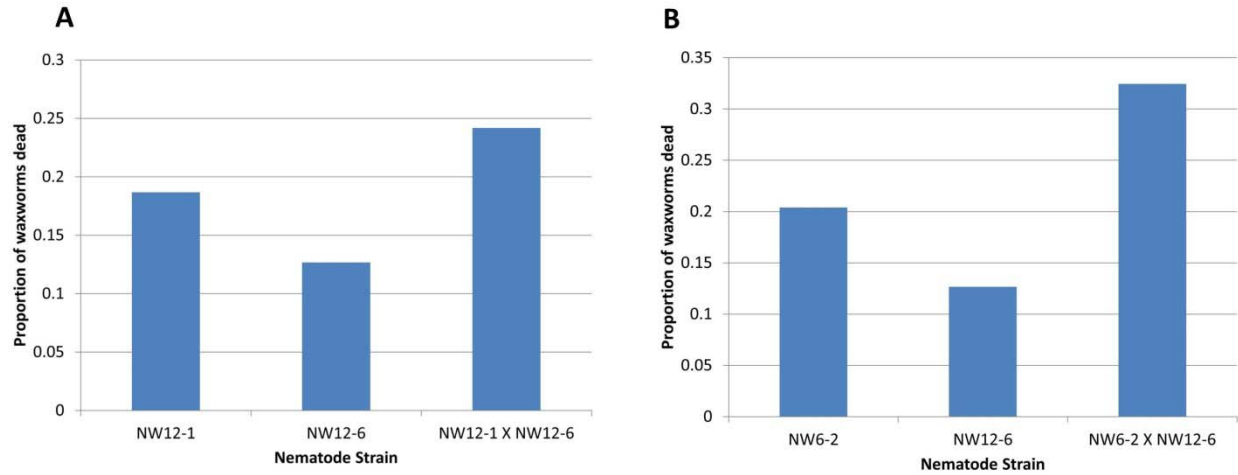 A
Proportion of waxworms dead
0.3
0.25
0.2
0.15
0.1
0.05
0
NW12-1
NW12-6
NW12-1 X NW12-6
Nematode Strain
B
Proportion of waxworms dead
0.35
0.3
0.25
0.2
0.15
0.1
0.05
0
NW6-2
NW12-6
NW6-2 X NW12-6
Nematode Strain